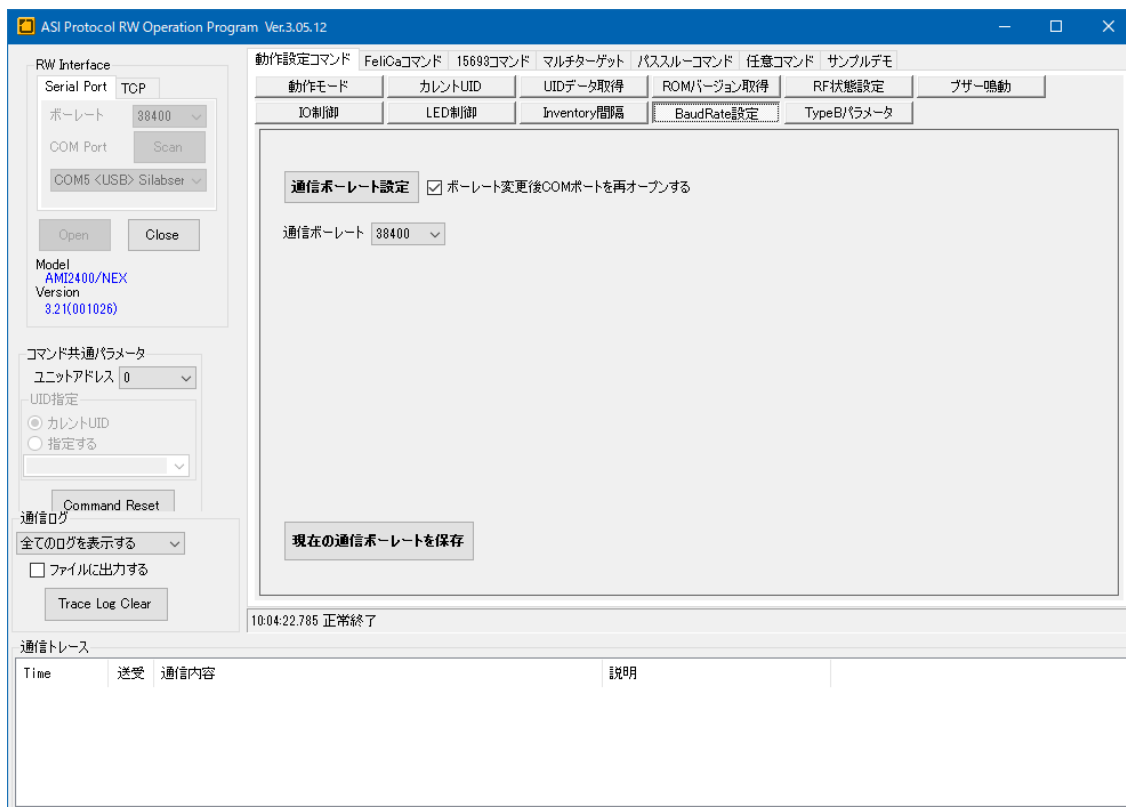 ASI Protocol RW Operation Program Ver.3.05.12
RW Interface
Serial Port TCP
ボーレート 38400
COM Port Scan
COM5 <USB> Silabser
Open Close
Model
AMI2400/NEX
Version
3.21(001026)
コマンド共通パラメータ
ユニットアドレス 0
UID指定
カレントUID
指定する
Command Reset
通信ログ
全てのログを表示する
ファイルに出力する
Trace Log Clear
動作設定コマンド FeliCaコマンド 15693コマンド マルチターゲット パススルーコマンド 任意コマンド サンプルデモ
動作モード カレントUID UIDデータ取得 ROMバージョン取得 RF状態設定 ブザー鳴動
IO制御 LED制御 Inventory間隔 BaudRate設定 TypeBパラメータ
通信ボーレート設定 ボーレート変更後COMポートを再オープンする
通信ボーレート 38400
現在の通信ボーレートを保存
10:04:22.785 正常終了
通信トレース
Time 送受 通信内容 説明